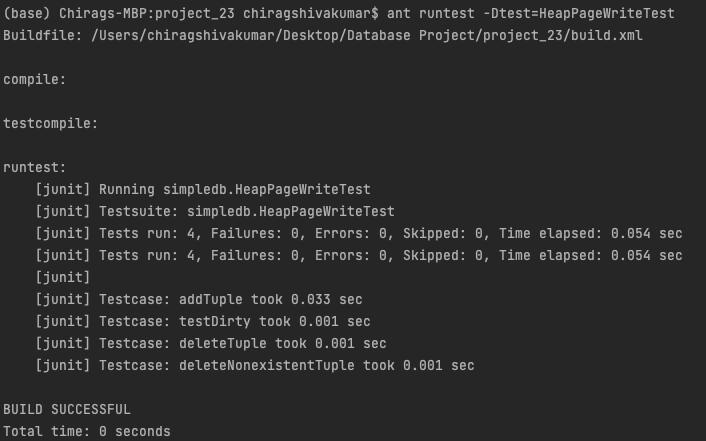 (base) Chirags-MBP:project_23 chiragshivakumar$ ant runtest -Dtest=HeapPageWriteTest
Buildfile: /Users/chiragshivakumar/Desktop/Database Project/project_23/build.xml
compile:
testcompile:
runtest:
[junit] Running simpledb.HeapPageWriteTest
[junit] Testsuite: simpledb.HeapPageWriteTest
[junit] Tests run: 4, Failures: 0, Errors: 0, Skipped: 0, Time elapsed: 0.054 sec
[junit] Tests run: 4, Failures: 0, Errors: 0, Skipped: 0, Time elapsed: 0.054 sec
[junit]
[junit] Testcase: addTuple took 0.033 sec
[junit] Testcase: testDirty took 0.001 sec
[junit] Testcase: deleteTuple took 0.001 sec
[junit] Testcase: deleteNonexistentTuple took 0.001 sec
BUILD SUCCESSFUL
Total time: 0 seconds